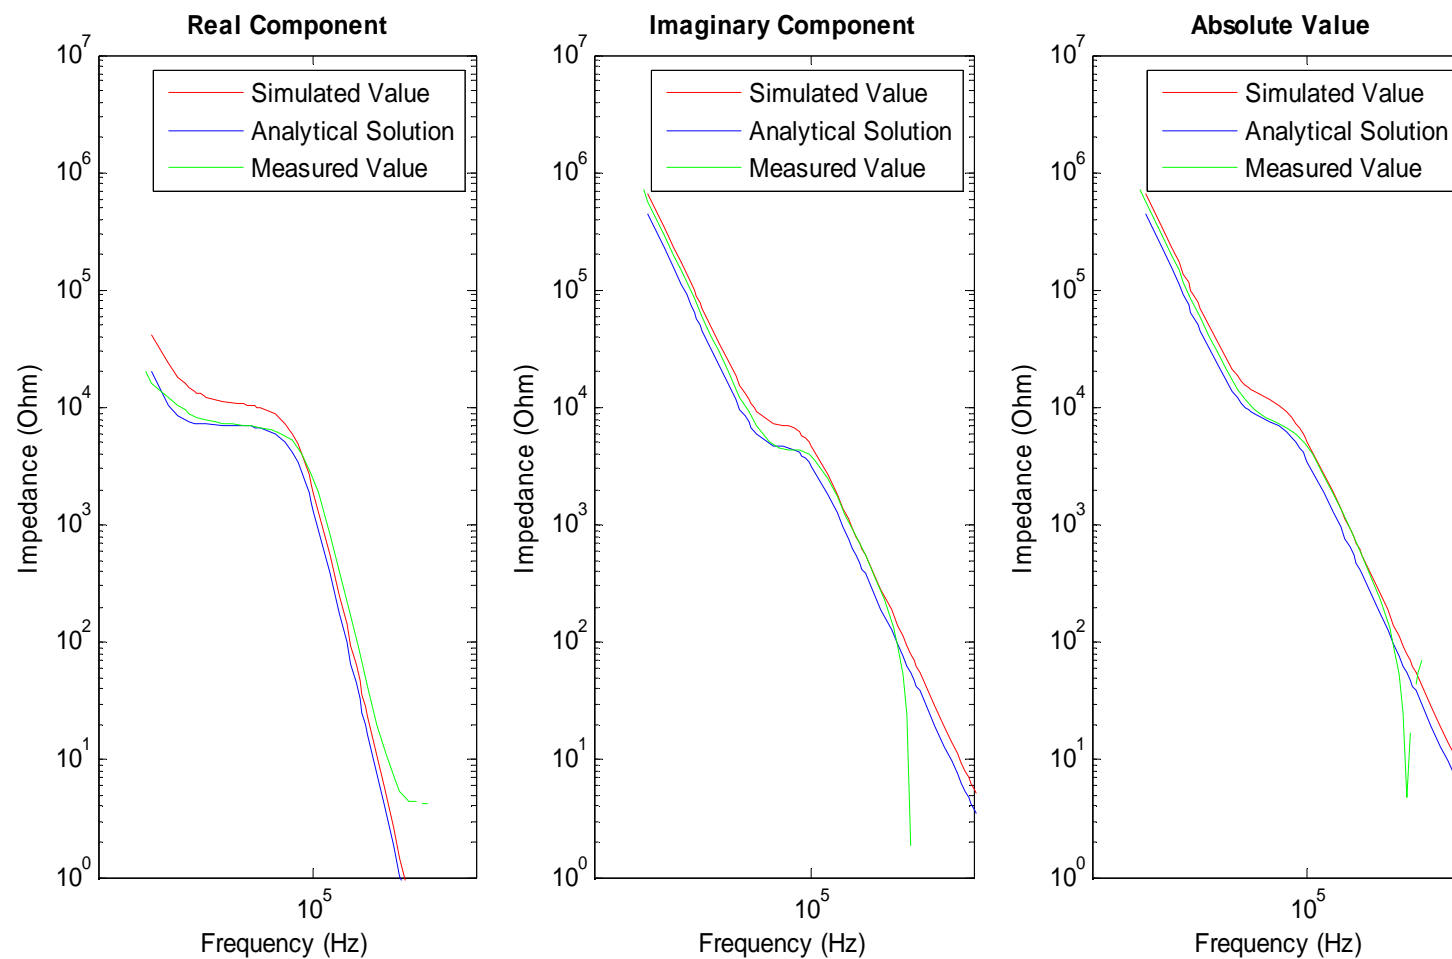 Real Component
10^7
10^6
10^5
10^4
10^3
10^2
10^1
10^0
Impedance (Ohm)
Simulated Value
Analytical Solution
Measured Value
10^5
Frequency (Hz)
Imaginary Component
10^7
10^6
10^5
10^4
10^3
10^2
10^1
10^0
Impedance (Ohm)
Simulated Value
Analytical Solution
Measured Value
10^5
Frequency (Hz)
Absolute Value
10^7
10^6
10^5
10^4
10^3
10^2
10^1
10^0
Impedance (Ohm)
Simulated Value
Analytical Solution
Measured Value
10^5
Frequency (Hz)